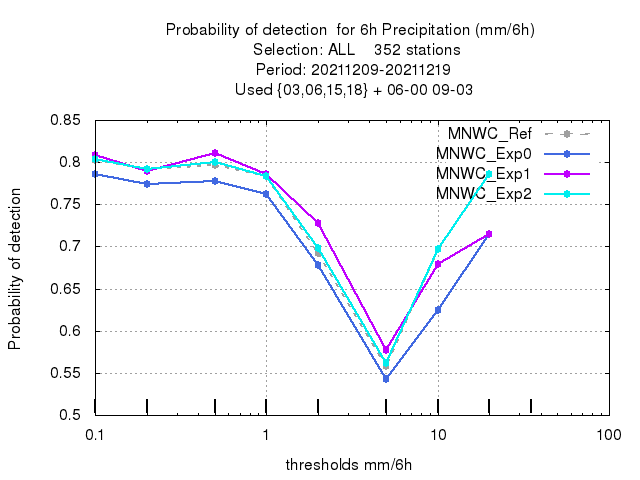 Probability of detection  for 6h Precipitation (mm/6h)
Selection: ALL    352 stations
Period: 20211209-20211219
Used {03,06,15,18} + 06-00 09-03
0.85
0.8
0.75
0.7
0.65
0.6
0.55
0.5
Probability of detection
MNWC_Ref
MNWC_Exp0
MNWC_Exp1
MNWC_Exp2
0.1 1 10 100
thresholds mm/6h